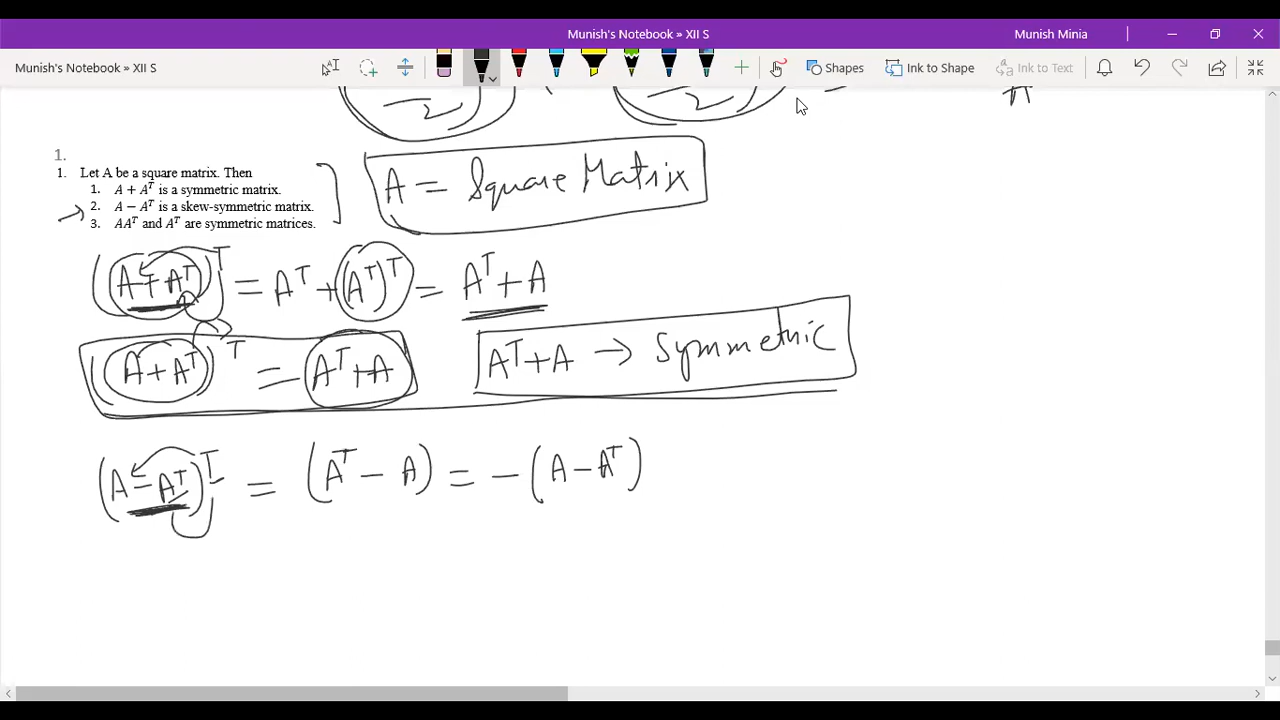 Munish's Notebook » XII S
Munish Minia
Munish's Notebook » XII S
Shapes
Ink to Shape
Ink to Text
2 2 = A
1.
1. Let A be a square matrix. Then
1. A + Aᵀ is a symmetric matrix.
2. A − Aᵀ is a skew-symmetric matrix.
3. AAᵀ and Aᵀ are symmetric matrices.
A = Square Matrix
(A + Aᵀ)ᵀ = Aᵀ + (Aᵀ)ᵀ = Aᵀ + A
(A + Aᵀ)ᵀ = Aᵀ + A
Aᵀ + A → Symmetric
(A − Aᵀ)ᵀ = (Aᵀ − A) = −(A − Aᵀ)